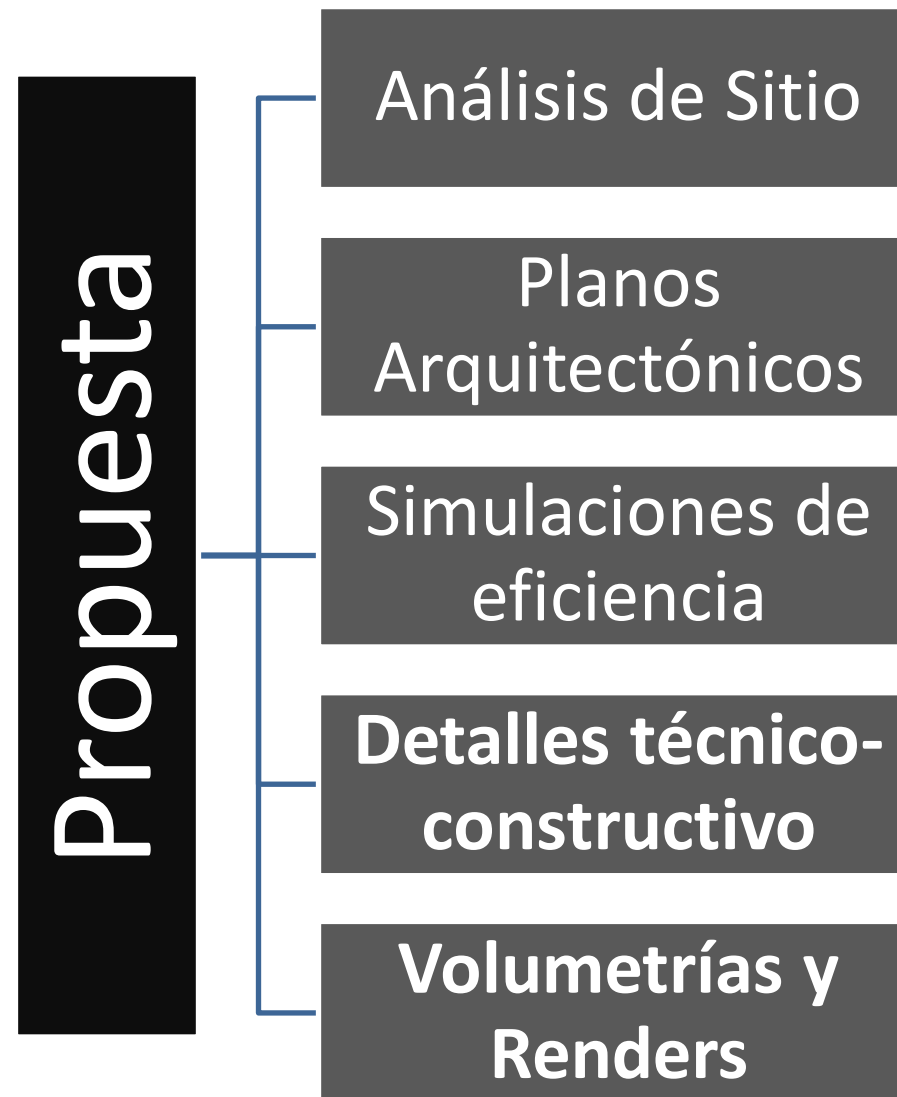 Propuesta
Análisis de Sitio
Planos
Arquitectónicos
Simulaciones de
eficiencia
Detalles técnico-
constructivo
Volumetrías y
Renders